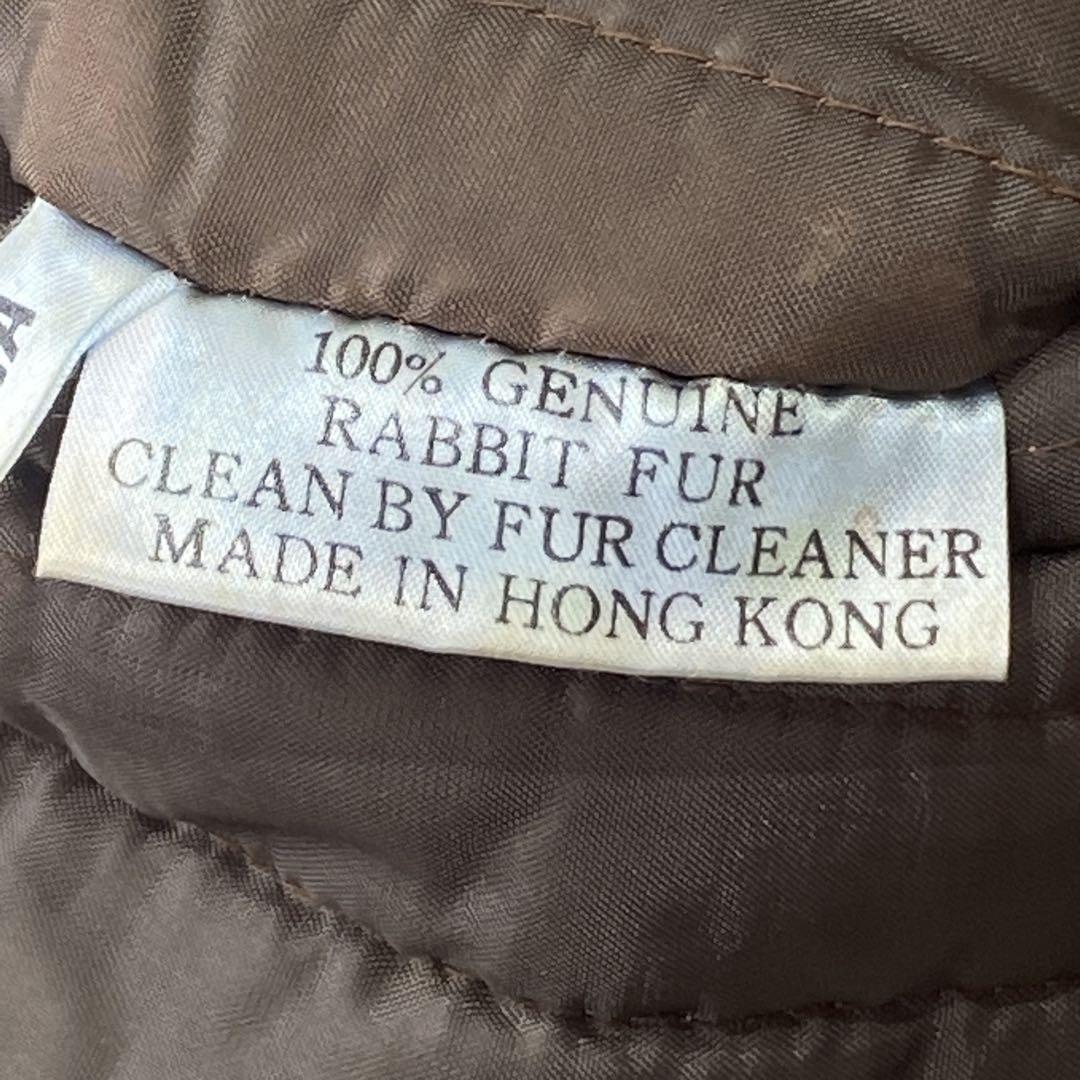 100% GENUINE
RABBIT FUR
CLEAN BY FUR CLEANER
MADE IN HONG KONG